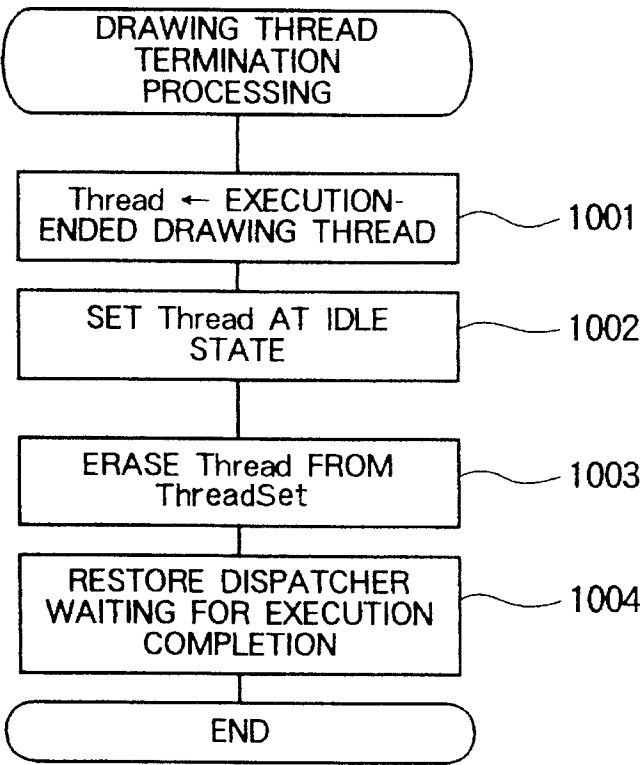 DRAWING THREAD
TERMINATION
PROCESSING
Thread ← EXECUTION-
ENDED DRAWING THREAD
1001
SET Thread AT IDLE
STATE
1002
ERASE Thread FROM
ThreadSet
1003
RESTORE DISPATCHER
WAITING FOR EXECUTION
COMPLETION
1004
END